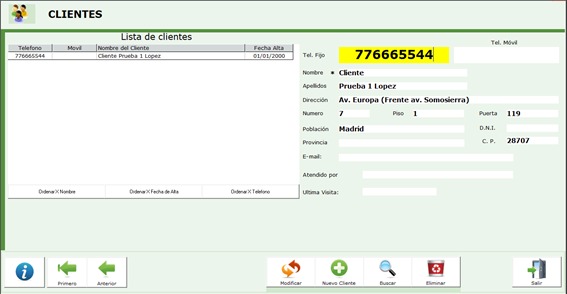 CLIENTES
Lista de clientes
Telefono Movil Nombre del Cliente Fecha Alta
776665544 Cliente Prueba 1 Lopez 01/01/2000
Ordenar X Nombre Ordenar X Fecha de Alta Ordenar X Telefono
Tel. Móvil
Tel. Fijo 776665544
Nombre * Cliente
Apellidos Prueba 1 Lopez
Dirección Av. Europa (Frente av. Somosierra)
Numero 7 Piso 1 Puerta 119
Población Madrid D.N.I.
Provincia C. P. 28707
E-mail:
Atendido por
Ultima Visita:
Primero Anterior Modificar Nuevo Cliente Buscar Eliminar Salir